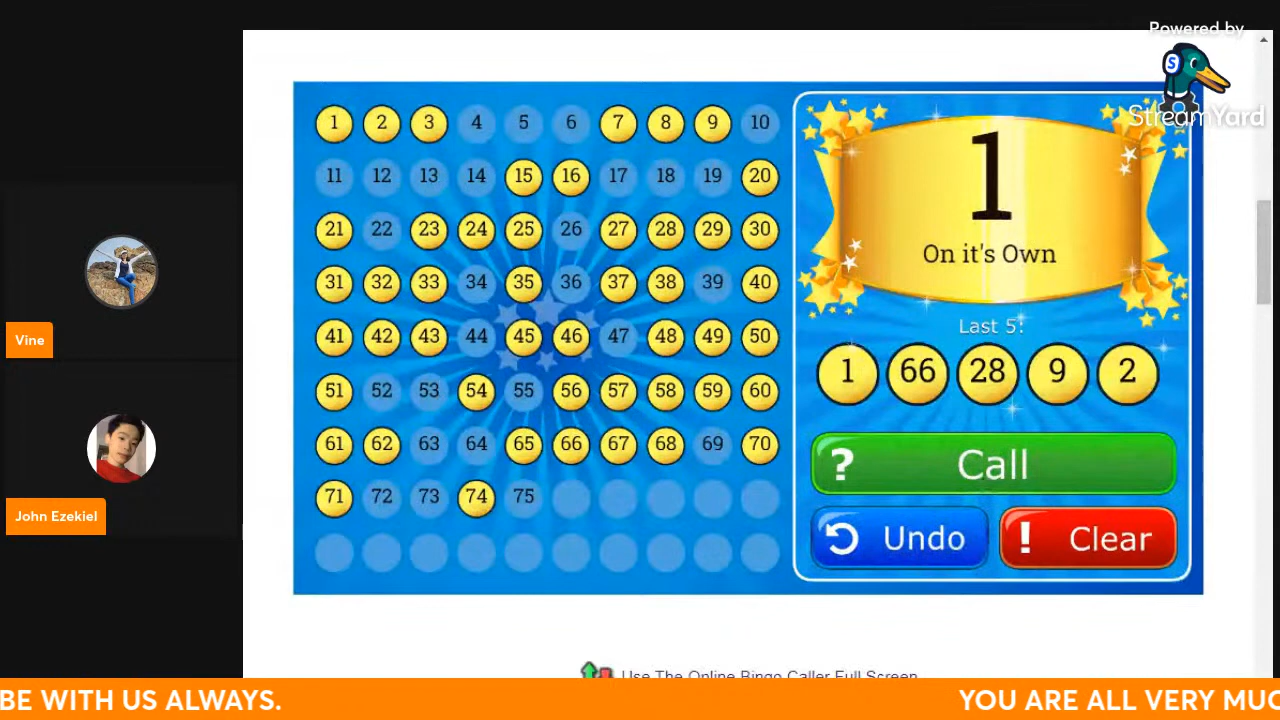 Powered by
StreamYard
1 2 3 4 5 6 7 8 9 10
11 12 13 14 15 16 17 18 19 20
21 22 23 24 25 26 27 28 29 30
31 32 33 34 35 36 37 38 39 40
41 42 43 44 45 46 47 48 49 50
51 52 53 54 55 56 57 58 59 60
61 62 63 64 65 66 67 68 69 70
71 72 73 74 75
1
On it's Own
Last 5:
1 66 28 9 2
? Call
Undo
! Clear
Vine
John Ezekiel
Use The Online Bingo Caller Full Screen
BE WITH US ALWAYS.
YOU ARE ALL VERY MUC